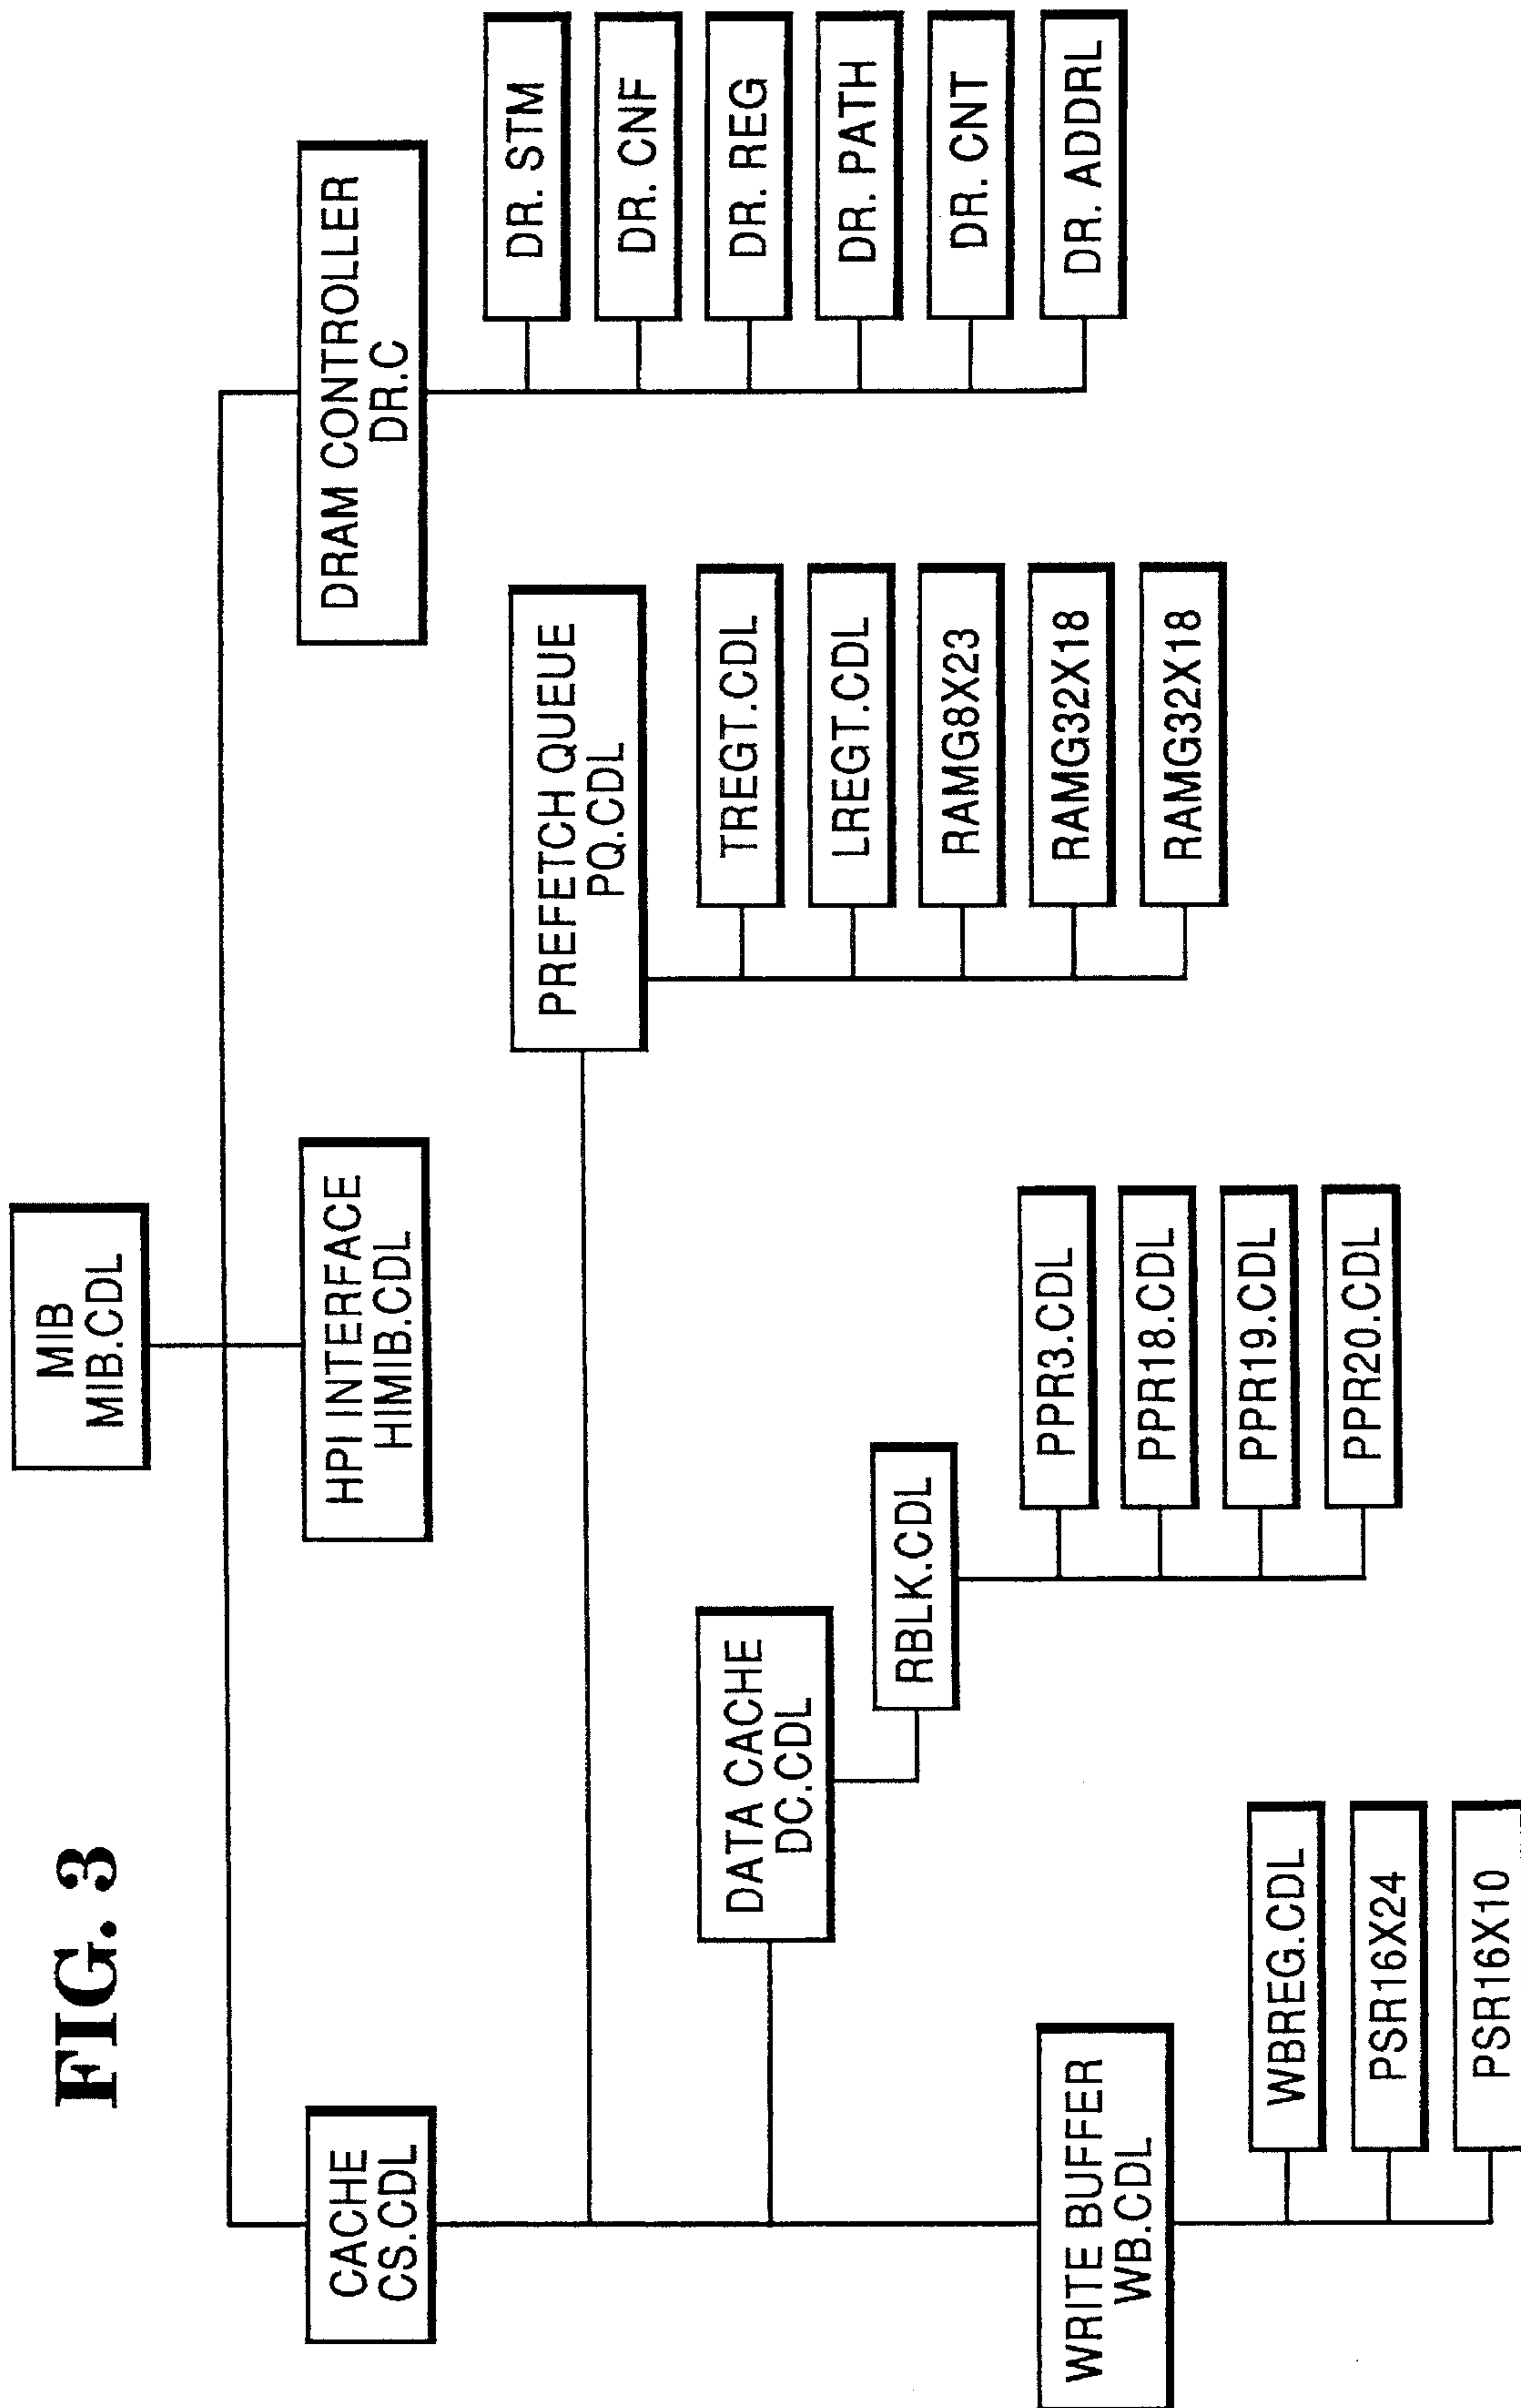 FIG. 3
MIB
MIB.CDL
CACHE
CS.CDL
HPI INTERFACE
HIMIB.CDL
DRAM CONTROLLER
DR.C
DR. STM
DR. CNF
DR. REG
DR. PATH
DR. CNT
DR. ADDRL
PREFETCH QUEUE
PQ.CDL
TREGT.CDL
LREGT.CDL
RAMG8X23
RAMG32X18
RAMG32X18
DATA CACHE
DC.CDL
RBLK.CDL
PPR3.CDL
PPR18.CDL
PPR19.CDL
PPR20.CDL
WRITE BUFFER
WB.CDL
WBREG.CDL
PSR16X24
PSR16X10